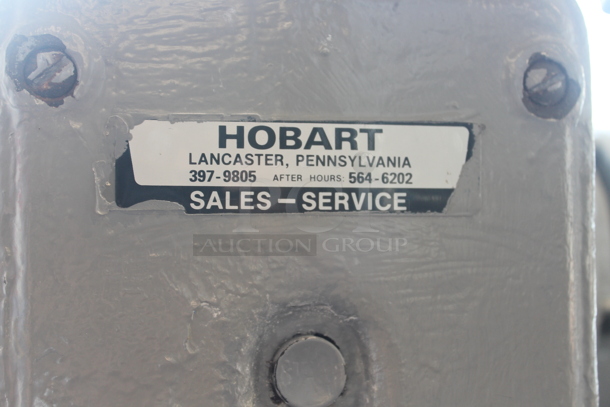 HOBART
LANCASTER, PENNSYLVANIA
397-9805 AFTER HOURS: 564-6202
SALES – SERVICE
AUCTION GROUP